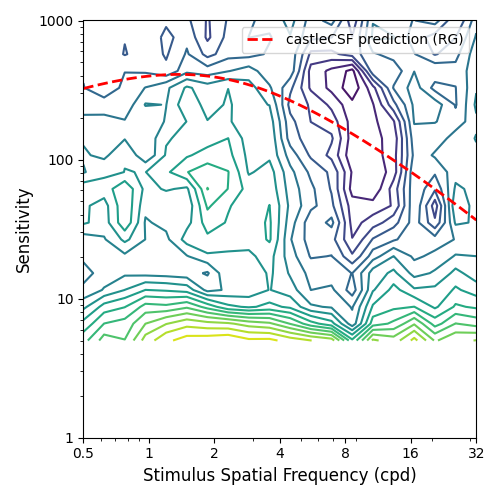 1000
castleCSF prediction (RG)
100
10
1
Sensitivity
0.5 1 2 4 8 16 32
Stimulus Spatial Frequency (cpd)